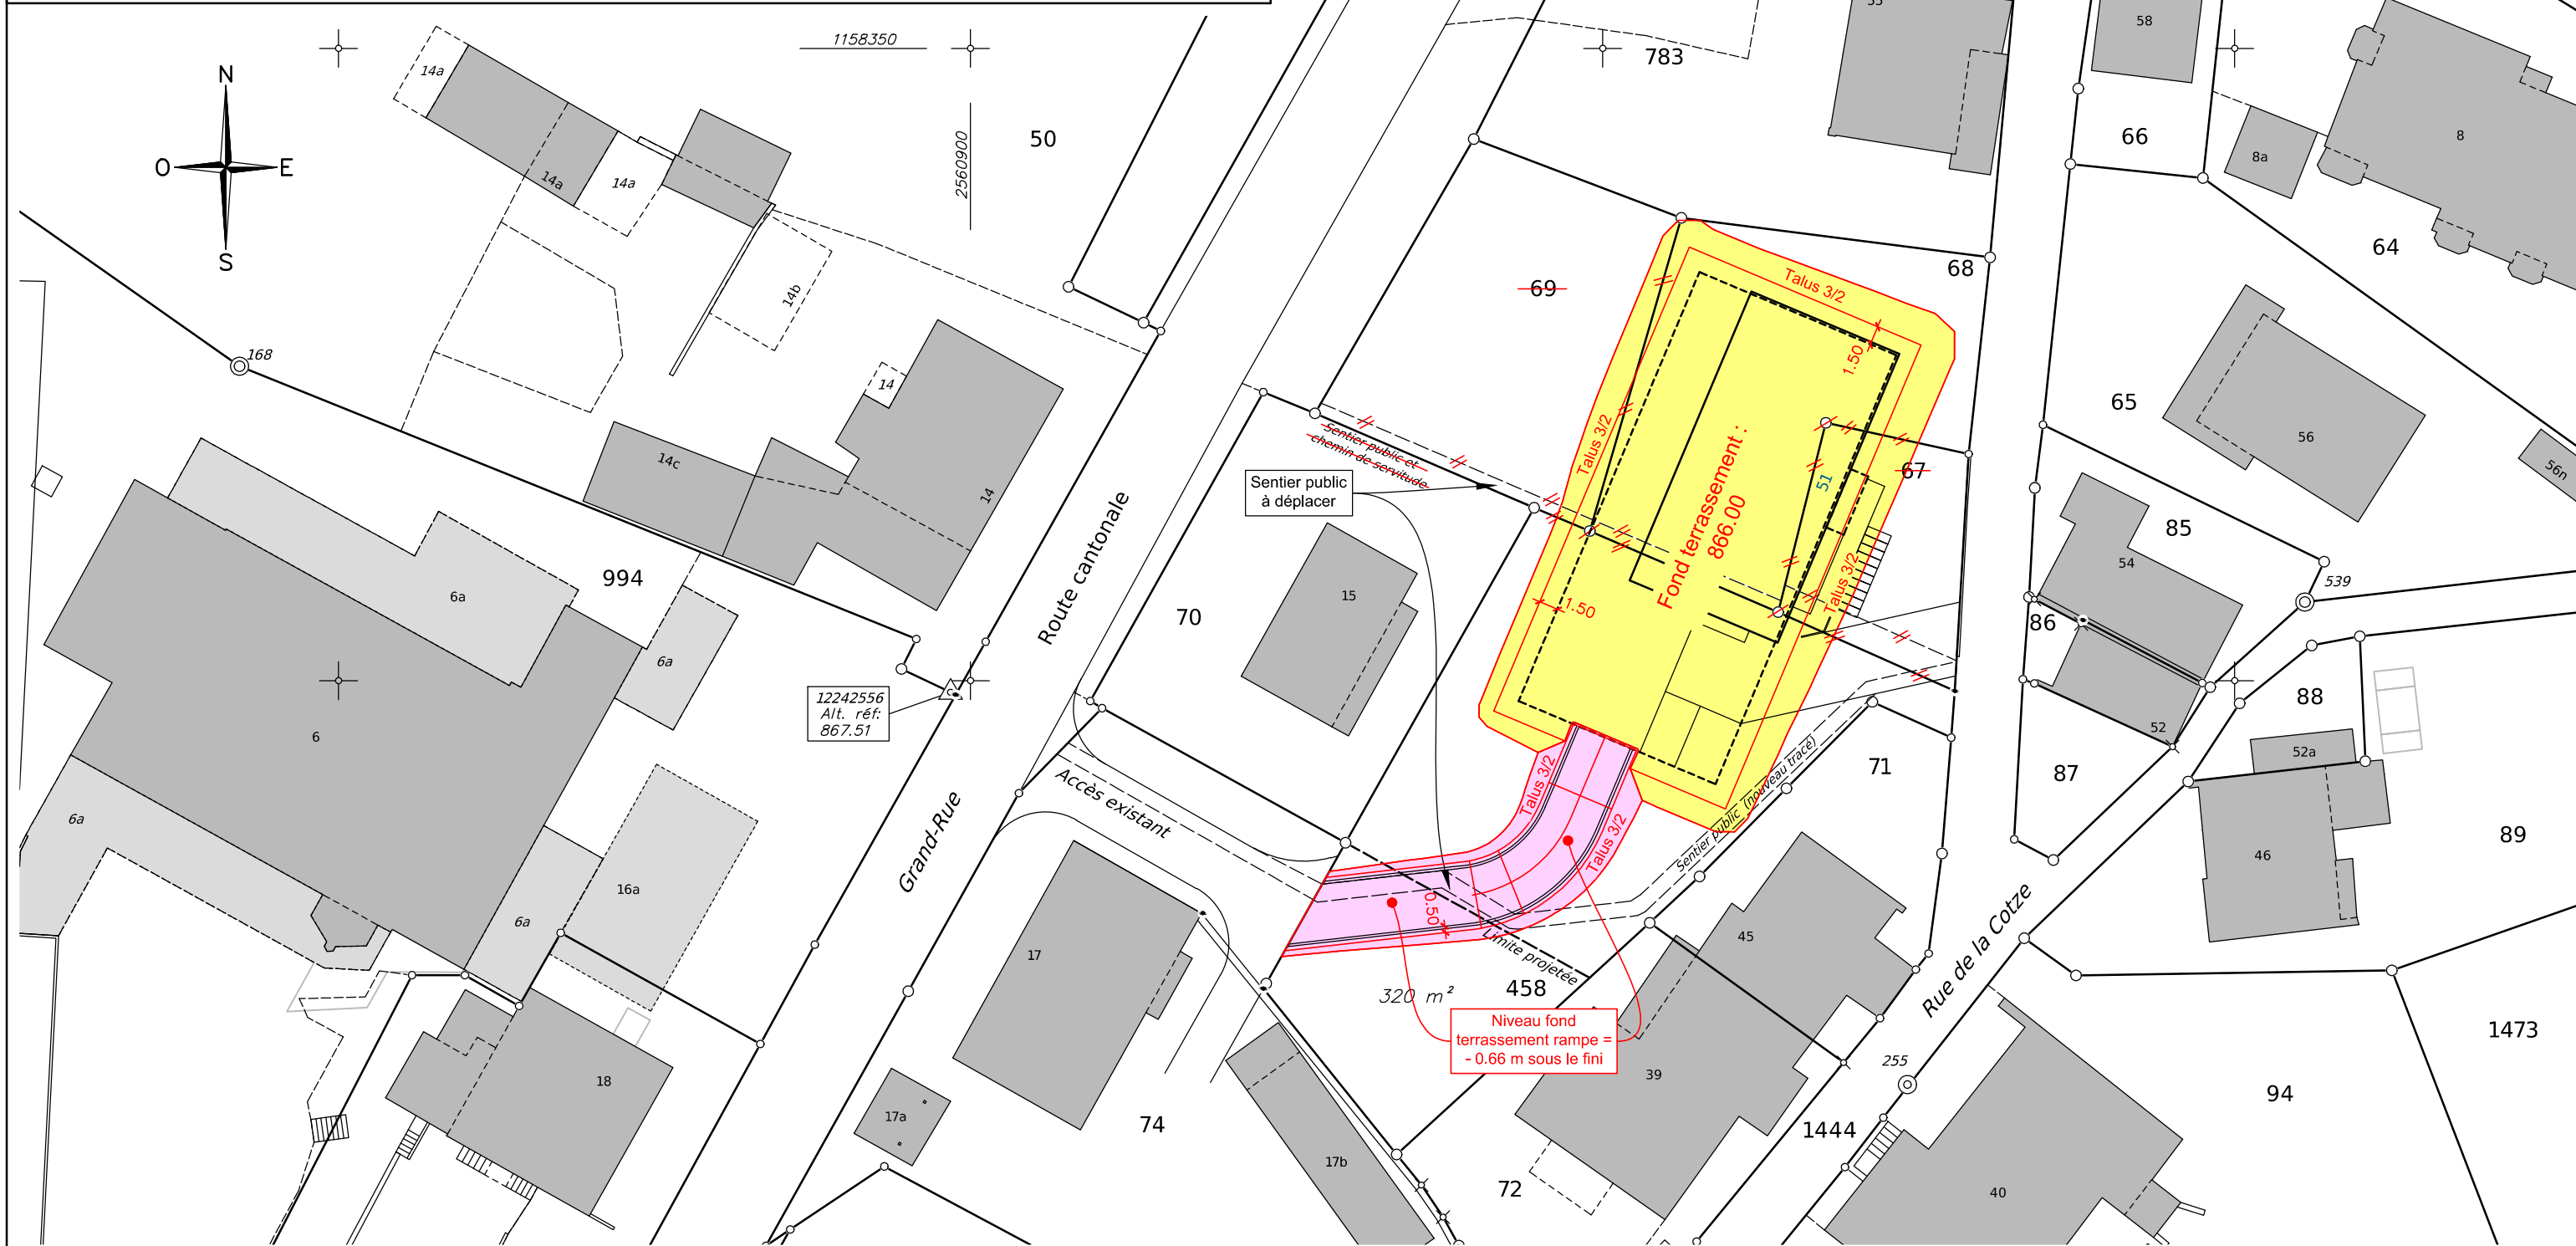 1158350
2560900
N
O
E
S
14a
14a
14a
14b
14
14
14c
50
783
58
66
8a
8
64
68
69
67
65
56
56n
85
54
539
86
52
88
52a
87
46
89
168
6a
994
6a
6
6a
6a
16a
18
12242556
Alt. réf:
867.51
Route cantonale
Grand-Rue
70
15
Sentier public et
chemin de servitude
Sentier public
à déplacer
Talus 3/2
Talus 3/2
Talus 3/2
1.50
1.50
51
Fond terrassement :
866.00
Accès existant
Talus 3/2
Talus 3/2
0.50
Sentier public (nouveau tracé)
Limite projetée
71
45
17
17a
17b
74
320 m²
458
Niveau fond
terrassement rampe =
- 0.66 m sous le fini
39
72
Rue de la Cotze
255
1444
40
94
1473